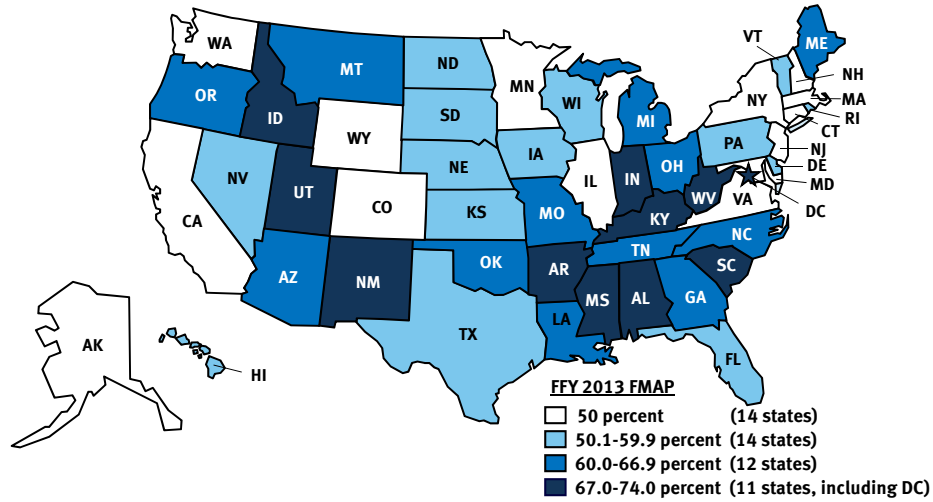 WA
MT
ND
MN
VT
ME
NH
OR
ID
SD
WI
MI
NY
MA
RI
CT
WY
NE
IA
PA
NJ
DE
MD
DC
NV
UT
CO
KS
IL
IN
OH
WV
VA
CA
MO
KY
NC
TN
AZ
NM
OK
AR
SC
MS
AL
GA
LA
TX
FL
AK
HI
FFY 2013 FMAP
50 percent (14 states)
50.1-59.9 percent (14 states)
60.0-66.9 percent (12 states)
67.0-74.0 percent (11 states, including DC)